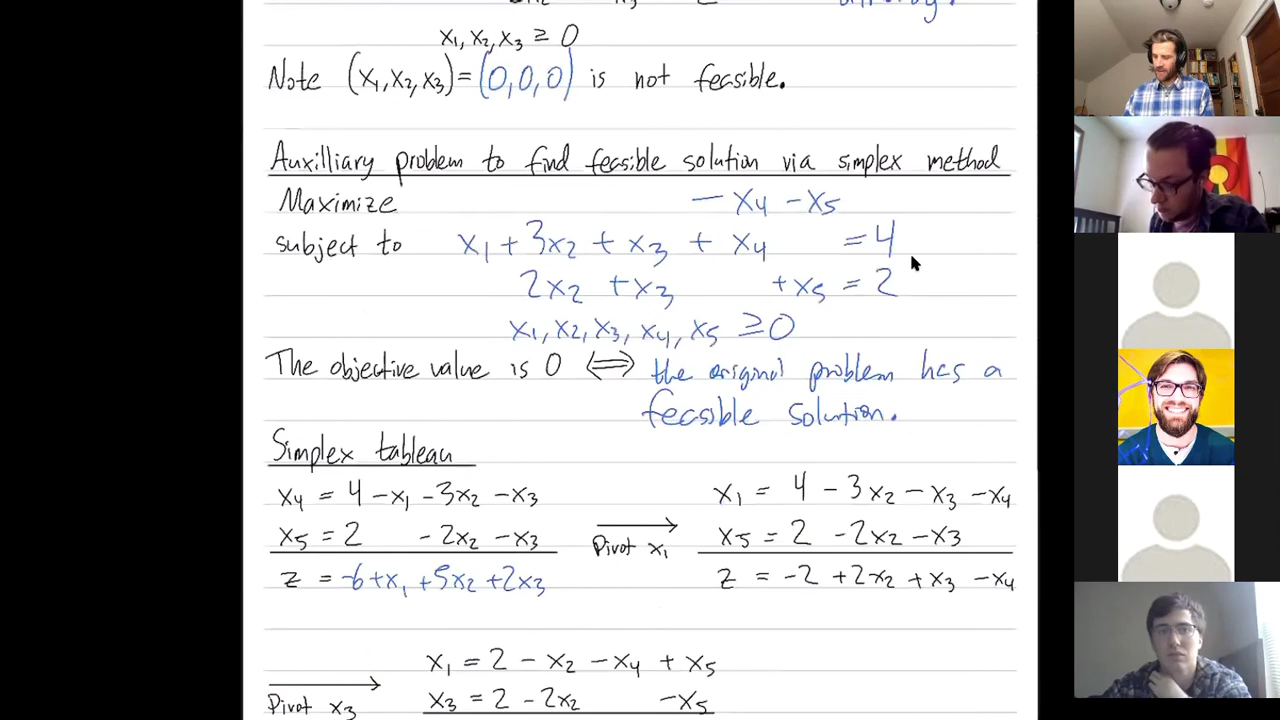 x₁, x₂, x₃ ≥ 0
Note (x₁, x₂, x₃) = (0,0,0) is not feasible.
Auxilliary problem to find feasible solution via simplex method
Maximize −x₄ −x₅
subject to x₁ + 3x₂ + x₃ + x₄ = 4
2x₂ + x₃ + x₅ = 2
x₁, x₂, x₃, x₄, x₅ ≥ 0
The objective value is 0 ⟺ the original problem has a
feasible solution.
Simplex tableau
x₄ = 4 −x₁ −3x₂ −x₃
x₅ = 2 −2x₂ −x₃
z = −6 +x₁ +5x₂ +2x₃
Pivot x₁
x₁ = 4 −3x₂ −x₃ −x₄
x₅ = 2 −2x₂ −x₃
z = −2 +2x₂ +x₃ −x₄
Pivot x₃
x₁ = 2 −x₂ −x₄ +x₅
x₃ = 2 −2x₂ −x₅